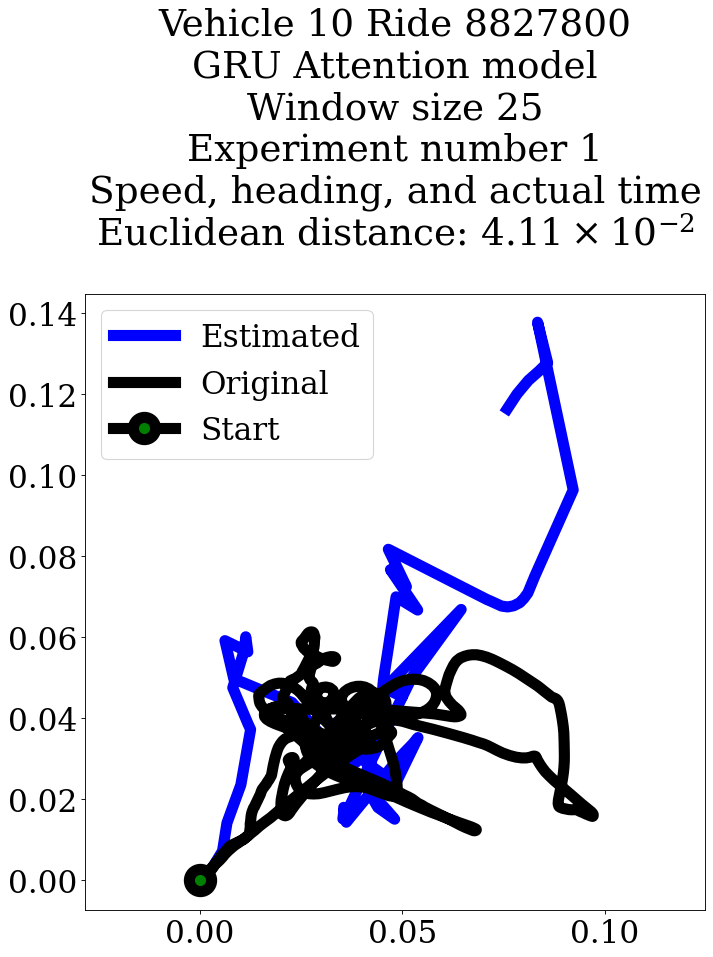 Vehicle 10 Ride 8827800
GRU Attention model
Window size 25
Experiment number 1
Speed, heading, and actual time
Euclidean distance: 4.11 × 10⁻²
0.14
0.12
0.10
0.08
0.06
0.04
0.02
0.00
Estimated
Original
Start
0.00 0.05 0.10